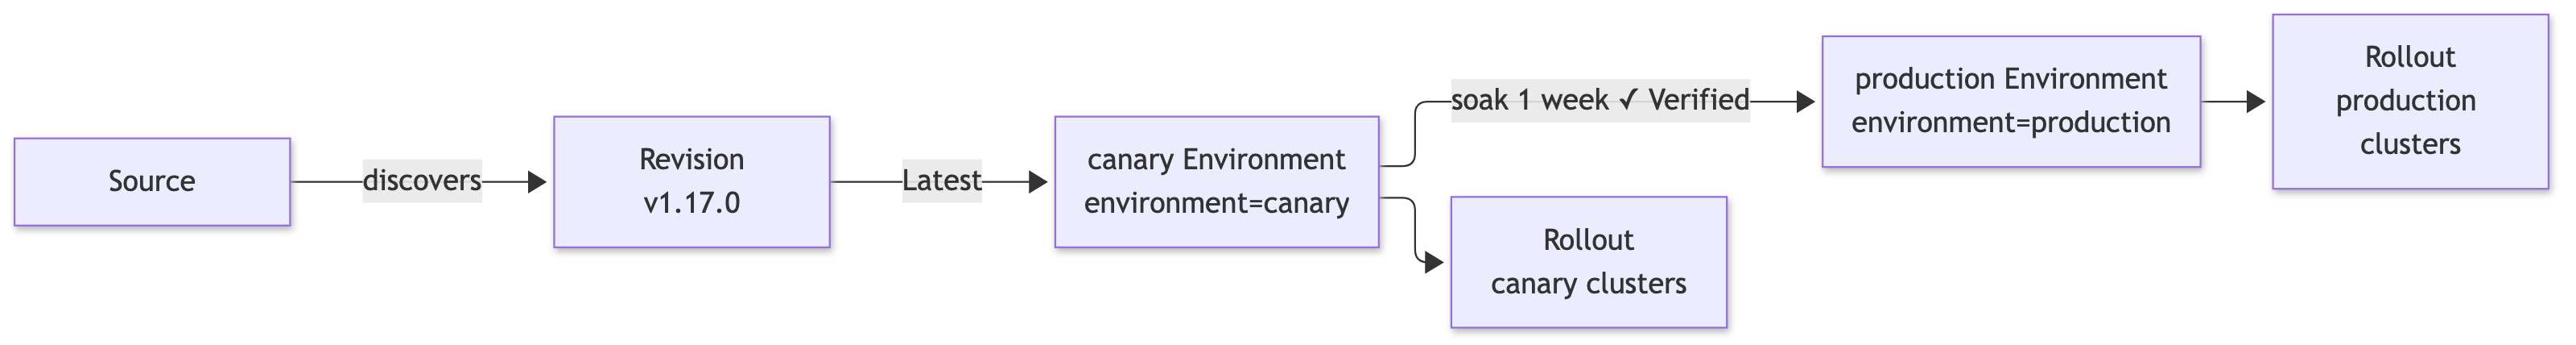 Source
discovers
Revision
v1.17.0
Latest
canary Environment
environment=canary
soak 1 week ✓ Verified
production Environment
environment=production
Rollout
production
clusters
Rollout
canary clusters